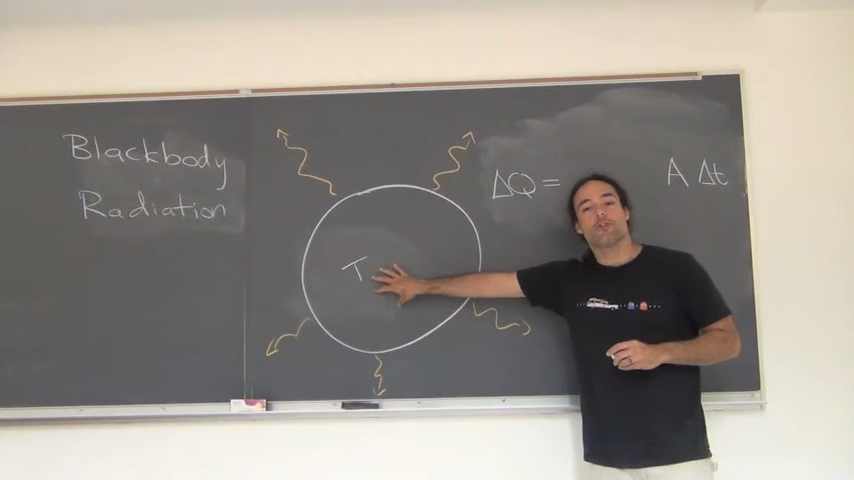 Blackbody
Radiation
T
ΔQ = A Δt